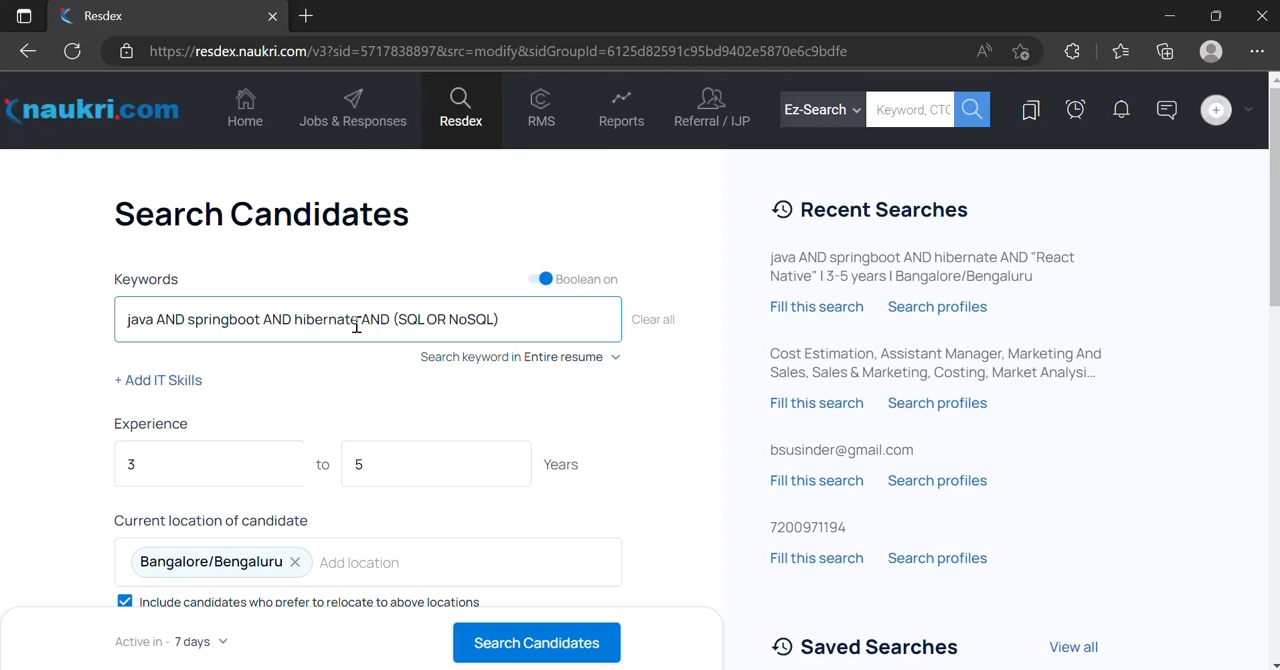 Resdex
https://resdex.naukri.com/v3?sid=5717838897&src=modify&sidGroupId=6125d82591c95bd9402e5870e6c9bdfe
naukri.com
Home
Jobs & Responses
Resdex
RMS
Reports
Referral / IJP
Ez-Search
Keyword, CTC
Search Candidates
Keywords
Boolean on
java AND springboot AND hibernate AND (SQL OR NoSQL)
Clear all
Search keyword in Entire resume
+ Add IT Skills
Experience
3 to 5 Years
Current location of candidate
Bangalore/Bengaluru
Add location
Include candidates who prefer to relocate to above locations
Active in - 7 days
Search Candidates
Recent Searches
java AND springboot AND hibernate AND "React
Native" | 3-5 years | Bangalore/Bengaluru
Fill this search Search profiles
Cost Estimation, Assistant Manager, Marketing And
Sales, Sales & Marketing, Costing, Market Analysi...
Fill this search Search profiles
bsusinder@gmail.com
Fill this search Search profiles
7200971194
Fill this search Search profiles
Saved Searches
View all